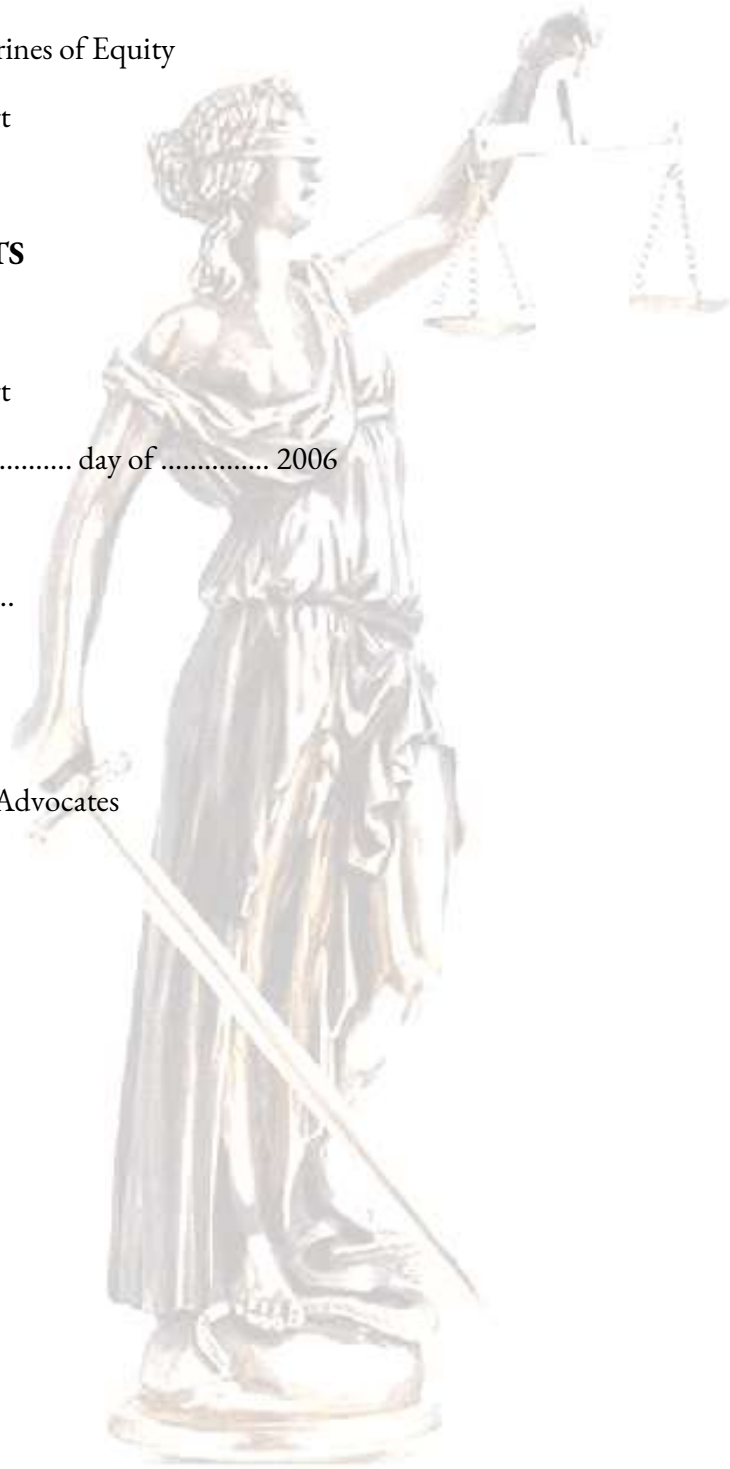 rines of Equity
t
TS
t
.......... day of ............... 2006
..
Advocates